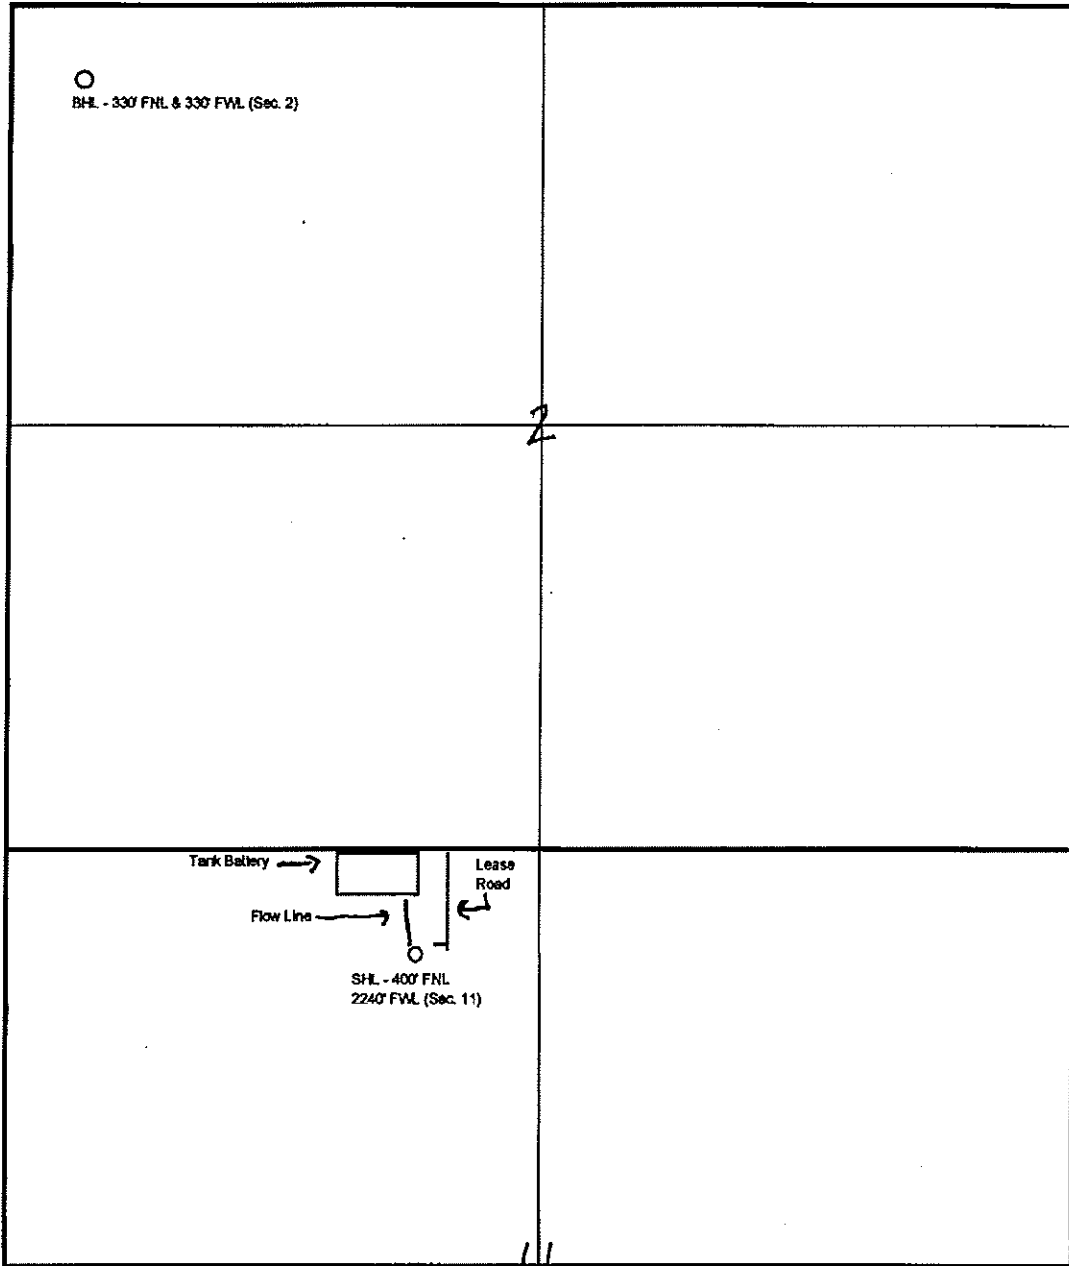 BHL - 330' FNL & 330' FWL (Sec. 2)
2
Tank Battery
Lease
Road
Flow Line
SHL - 400' FNL
2240' FWL (Sec. 11)
11